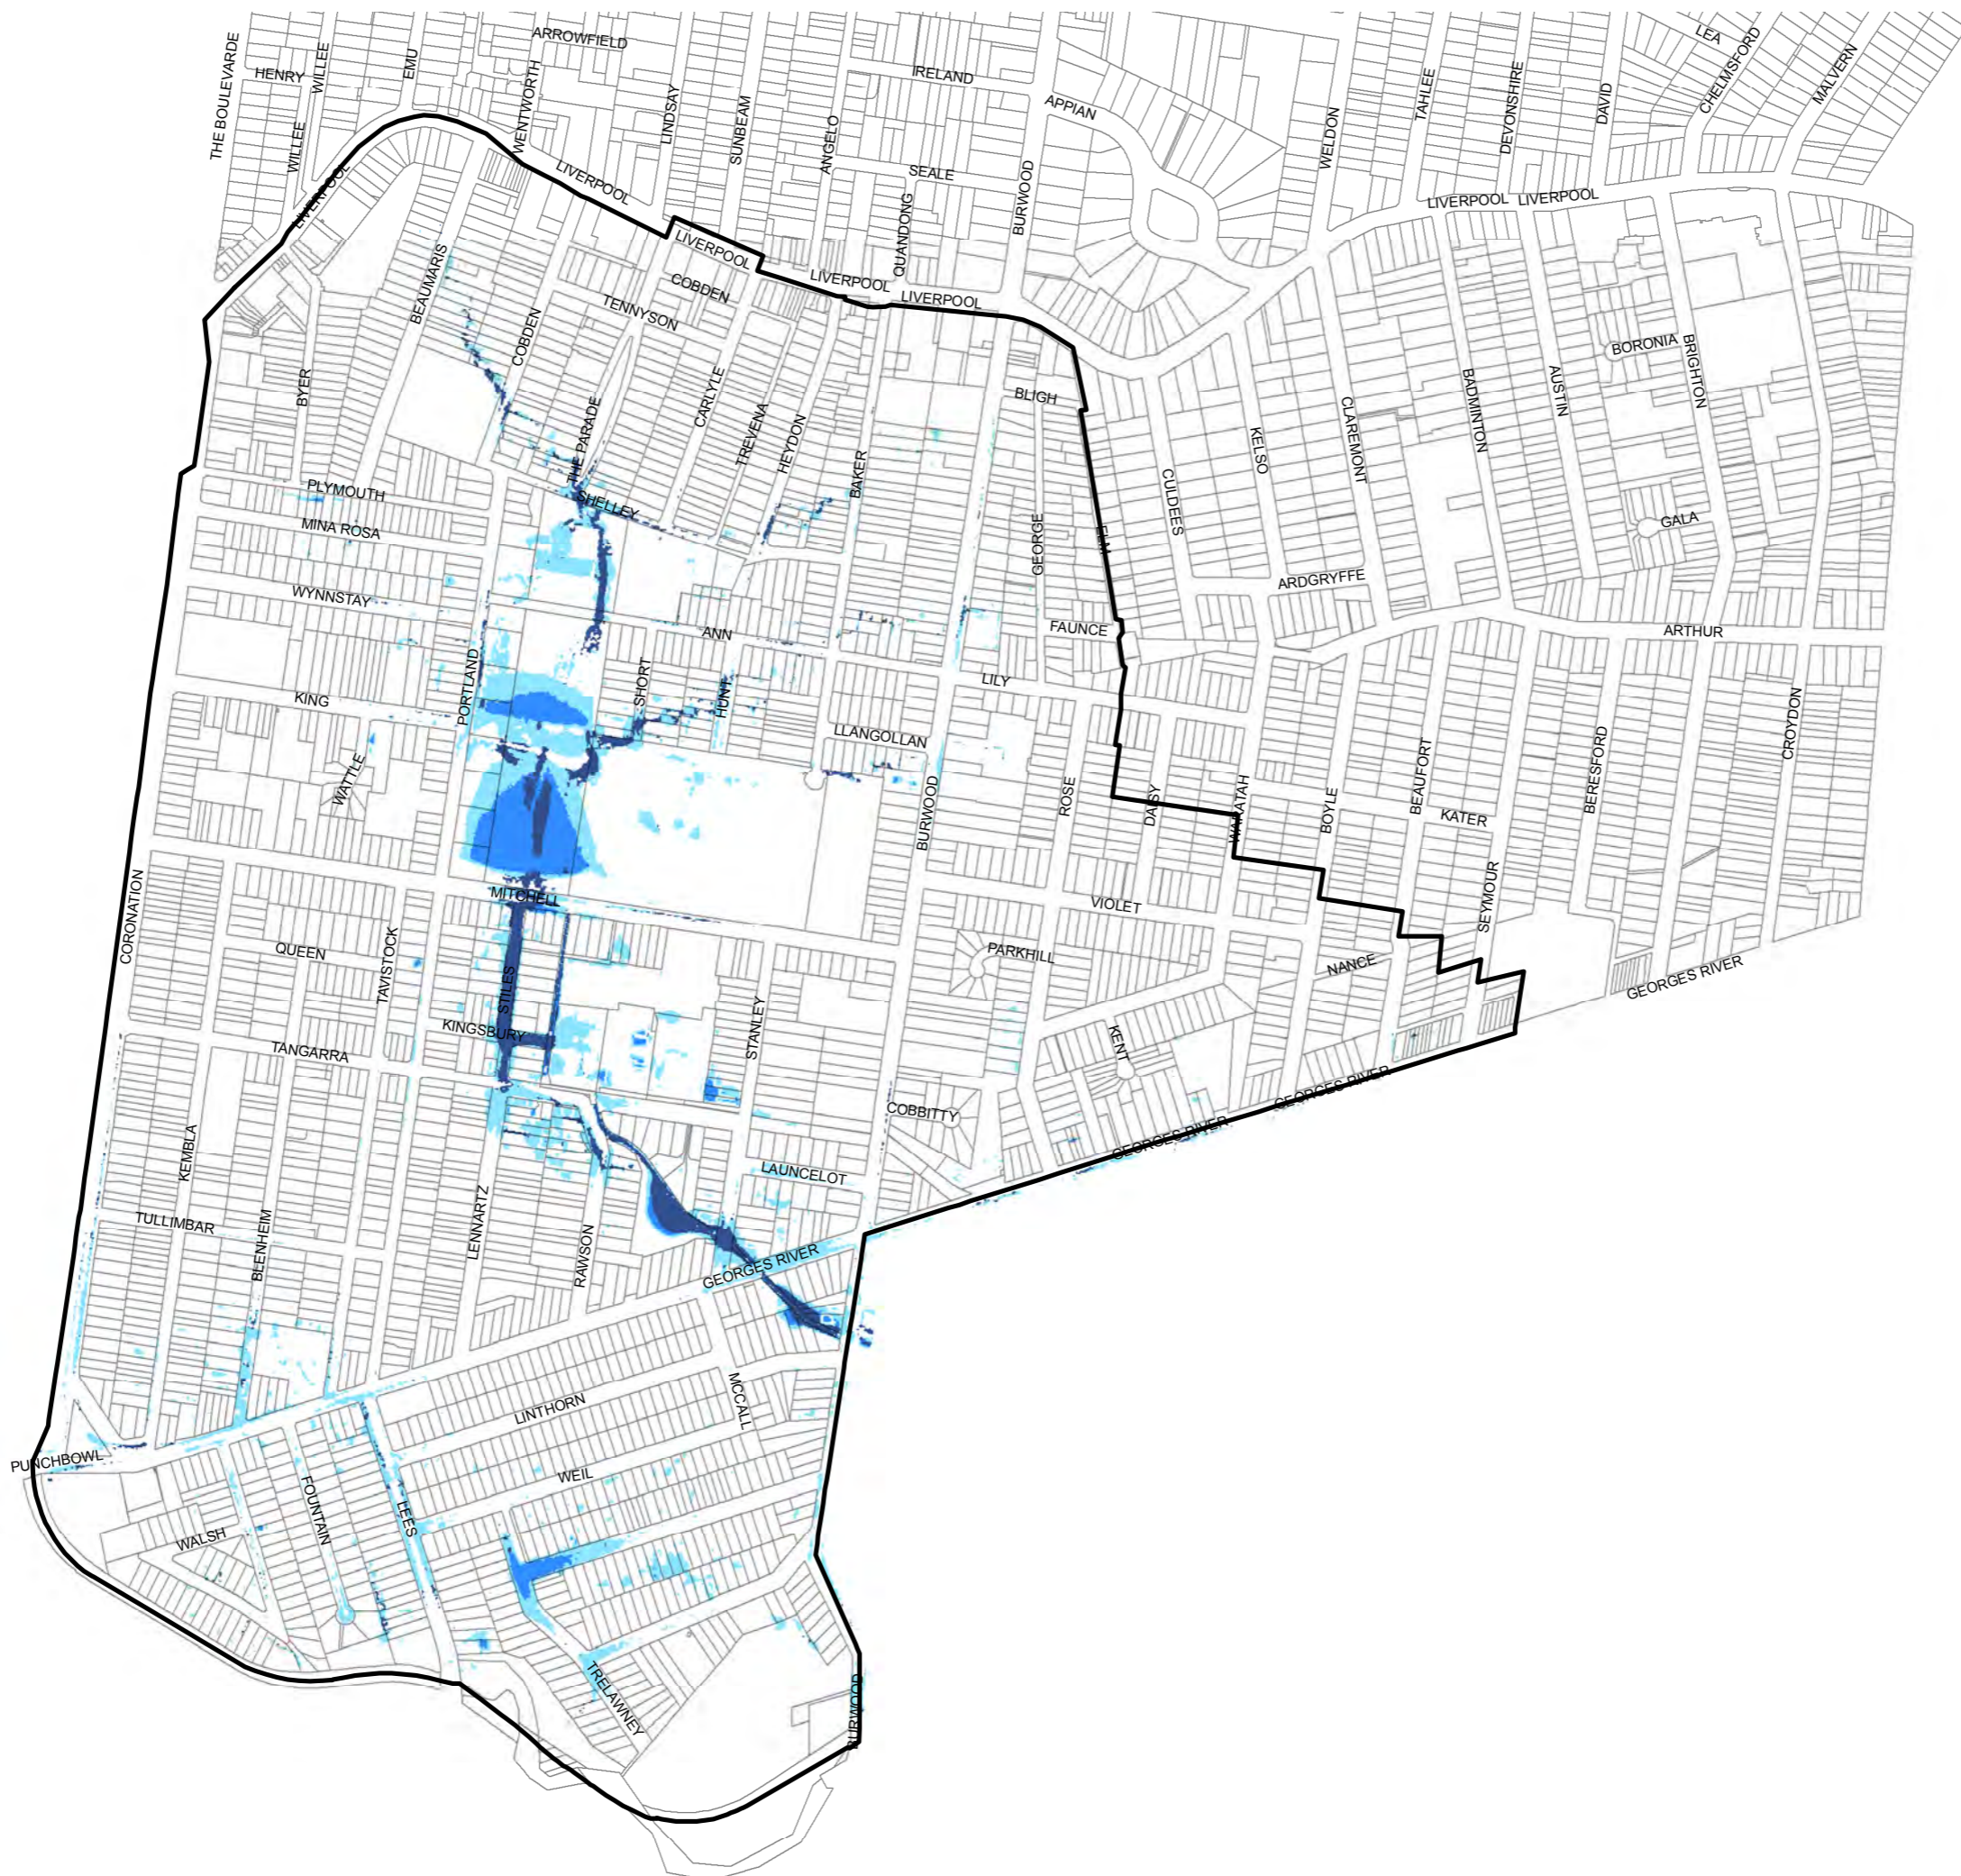 ARROWFIELD
LEA
THE BOULEVARDE
HENRY
WILLEE
EMU
WENTWORTH
IRELAND
CHELMSFORD
MALVERN
LINDSAY
SUNBEAM
APPIAN
TAHLEE
DEVONSHIRE
DAVID
WILLEE
ANGELO
WELDON
LIVERPOOL
LIVERPOOL
SEALE
BURWOOD
QUANDONG
LIVERPOOL
LIVERPOOL
LIVERPOOL
LIVERPOOL
LIVERPOOL
BEAUMARIS
COBDEN
LIVERPOOL
TENNYSON
COBDEN
BORONIA
BRIGHTON
BYER
CARLYLE
BLIGH
AUSTIN
BADMINTON
CLAREMONT
THE PARADE
TREVENA
HEYDON
BAKER
KELSO
CULDEES
PLYMOUTH
SHELLEY
MINA ROSA
GEORGE
ELM
GALA
ARDGRYFFE
WYNNSTAY
ANN
FAUNCE
ARTHUR
PORTLAND
SHORT
HUNT
LILY
KING
LLANGOLLAN
CROYDON
WATTLE
BURWOOD
ROSE
DAISY
WARATAH
BOYLE
BEAUFORT
KATER
BERESFORD
CORONATION
MITCHELL
VIOLET
SEYMOUR
QUEEN
TAVISTOCK
PARKHILL
NANCE
GEORGES RIVER
STILES
KINGSBURY
STANLEY
TANGARRA
KENT
GEORGES RIVER
COBBITTY
GEORGES RIVER
KEMBLA
LAUNCELOT
TULLIMBAR
BLENHEIM
LENNARTZ
RAWSON
GEORGES RIVER
LINTHORN
MCCALL
PUNCHBOWL
WEIL
FOUNTAIN
LEES
WALSH
TRELAWNEY
BURWOOD